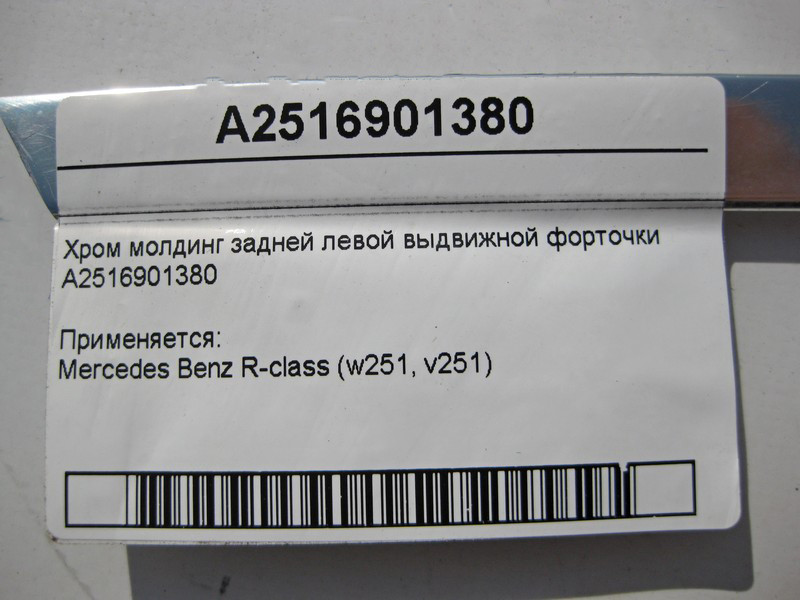 A2516901380
Хром молдинг задней левой выдвижной форточки
A2516901380
Применяется:
Mercedes Benz R-class (w251, v251)